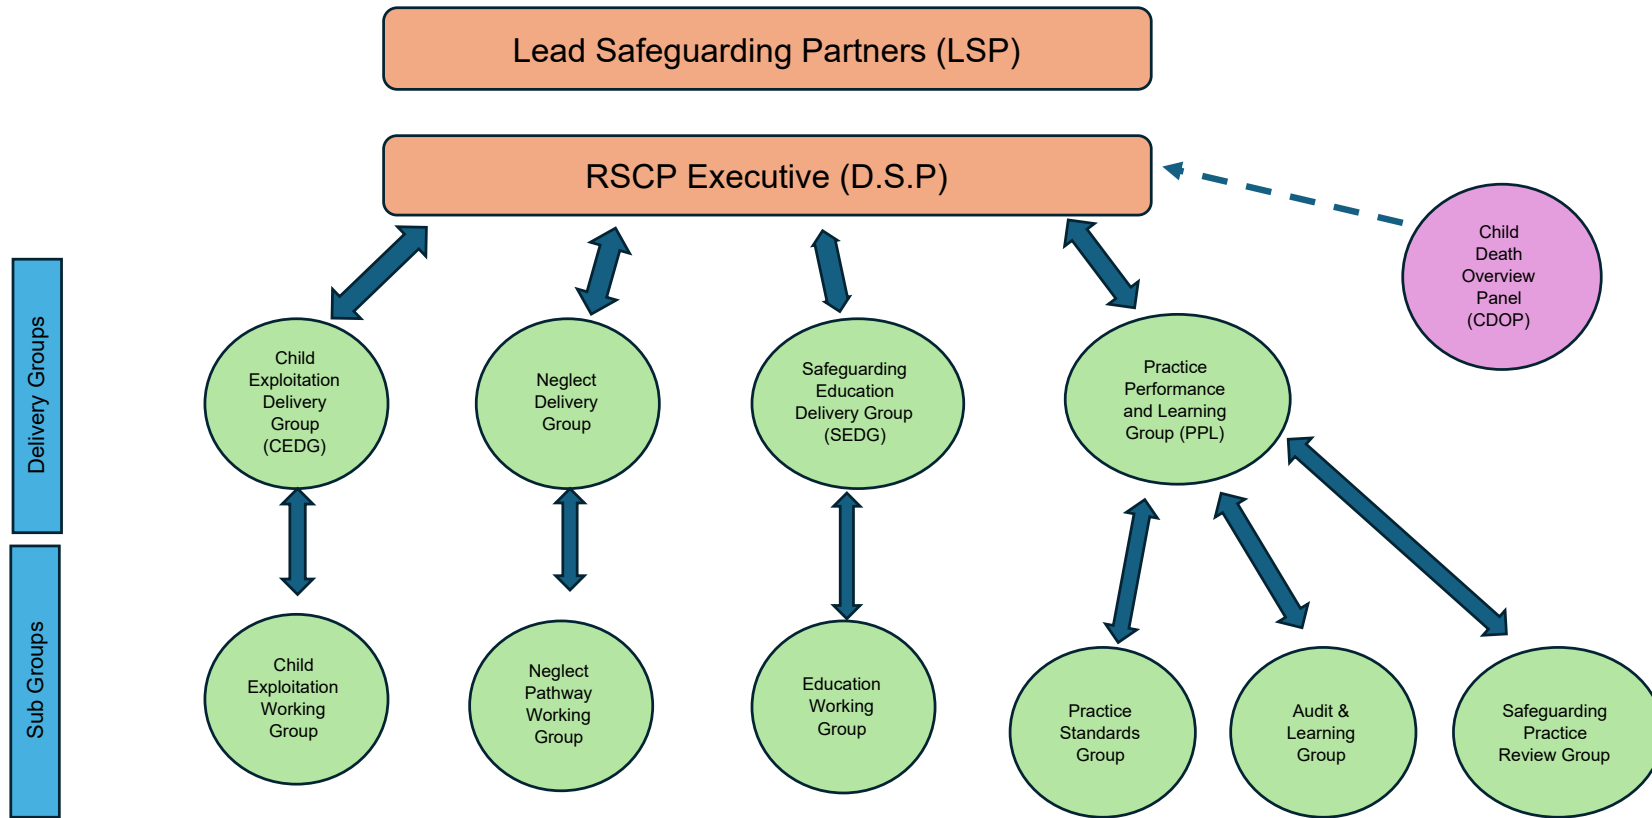 Lead Safeguarding Partners (LSP)
RSCP Executive (D.S.P)
Child
Death
Overview
Panel
(CDOP)
Delivery Groups
Child
Exploitation
Delivery
Group
(CEDG)
Neglect
Delivery
Group
Safeguarding
Education
Delivery Group
(SEDG)
Practice
Performance
and Learning
Group (PPL)
Sub Groups
Child
Exploitation
Working
Group
Neglect
Pathway
Working
Group
Education
Working
Group
Practice
Standards
Group
Audit &
Learning
Group
Safeguarding
Practice
Review Group